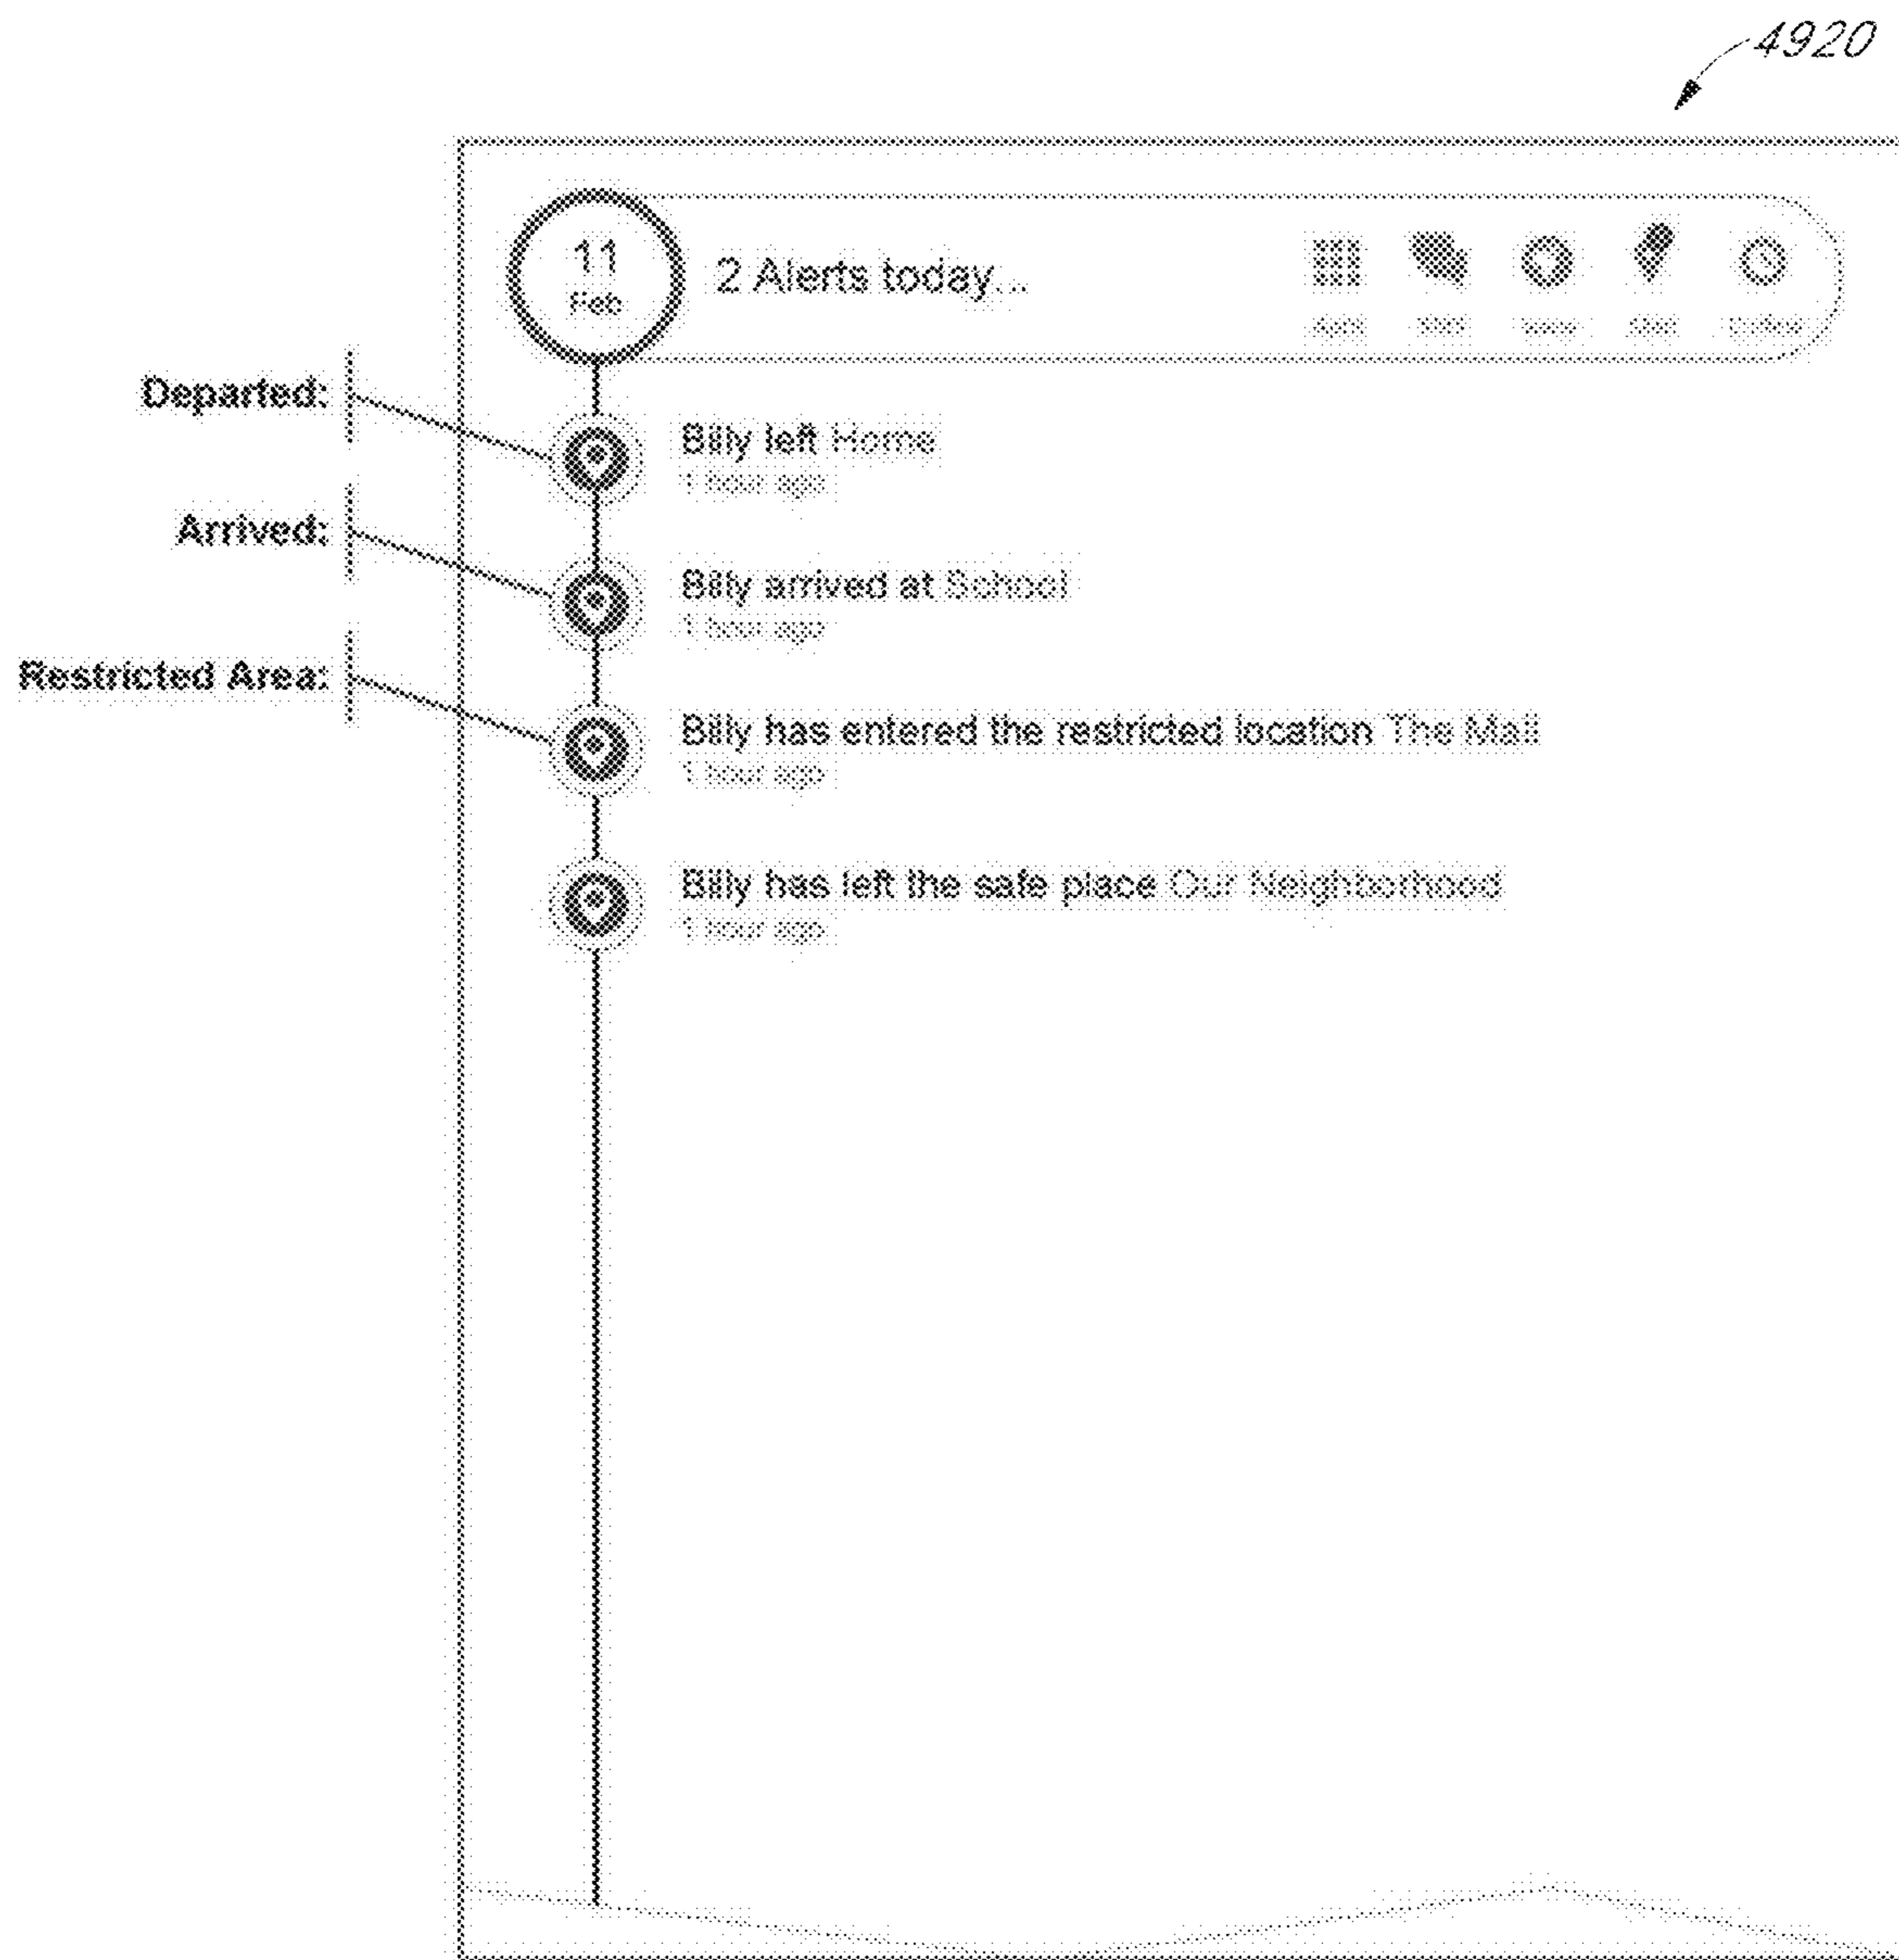 4920
11
Feb
2 Alerts today...
Departed:
Billy left Home
1 hour ago
Arrived:
Billy arrived at School
1 hour ago
Restricted Area:
Billy has entered the restricted location The Mall
1 hour ago
Billy has left the safe place Our Neighborhood
1 hour ago